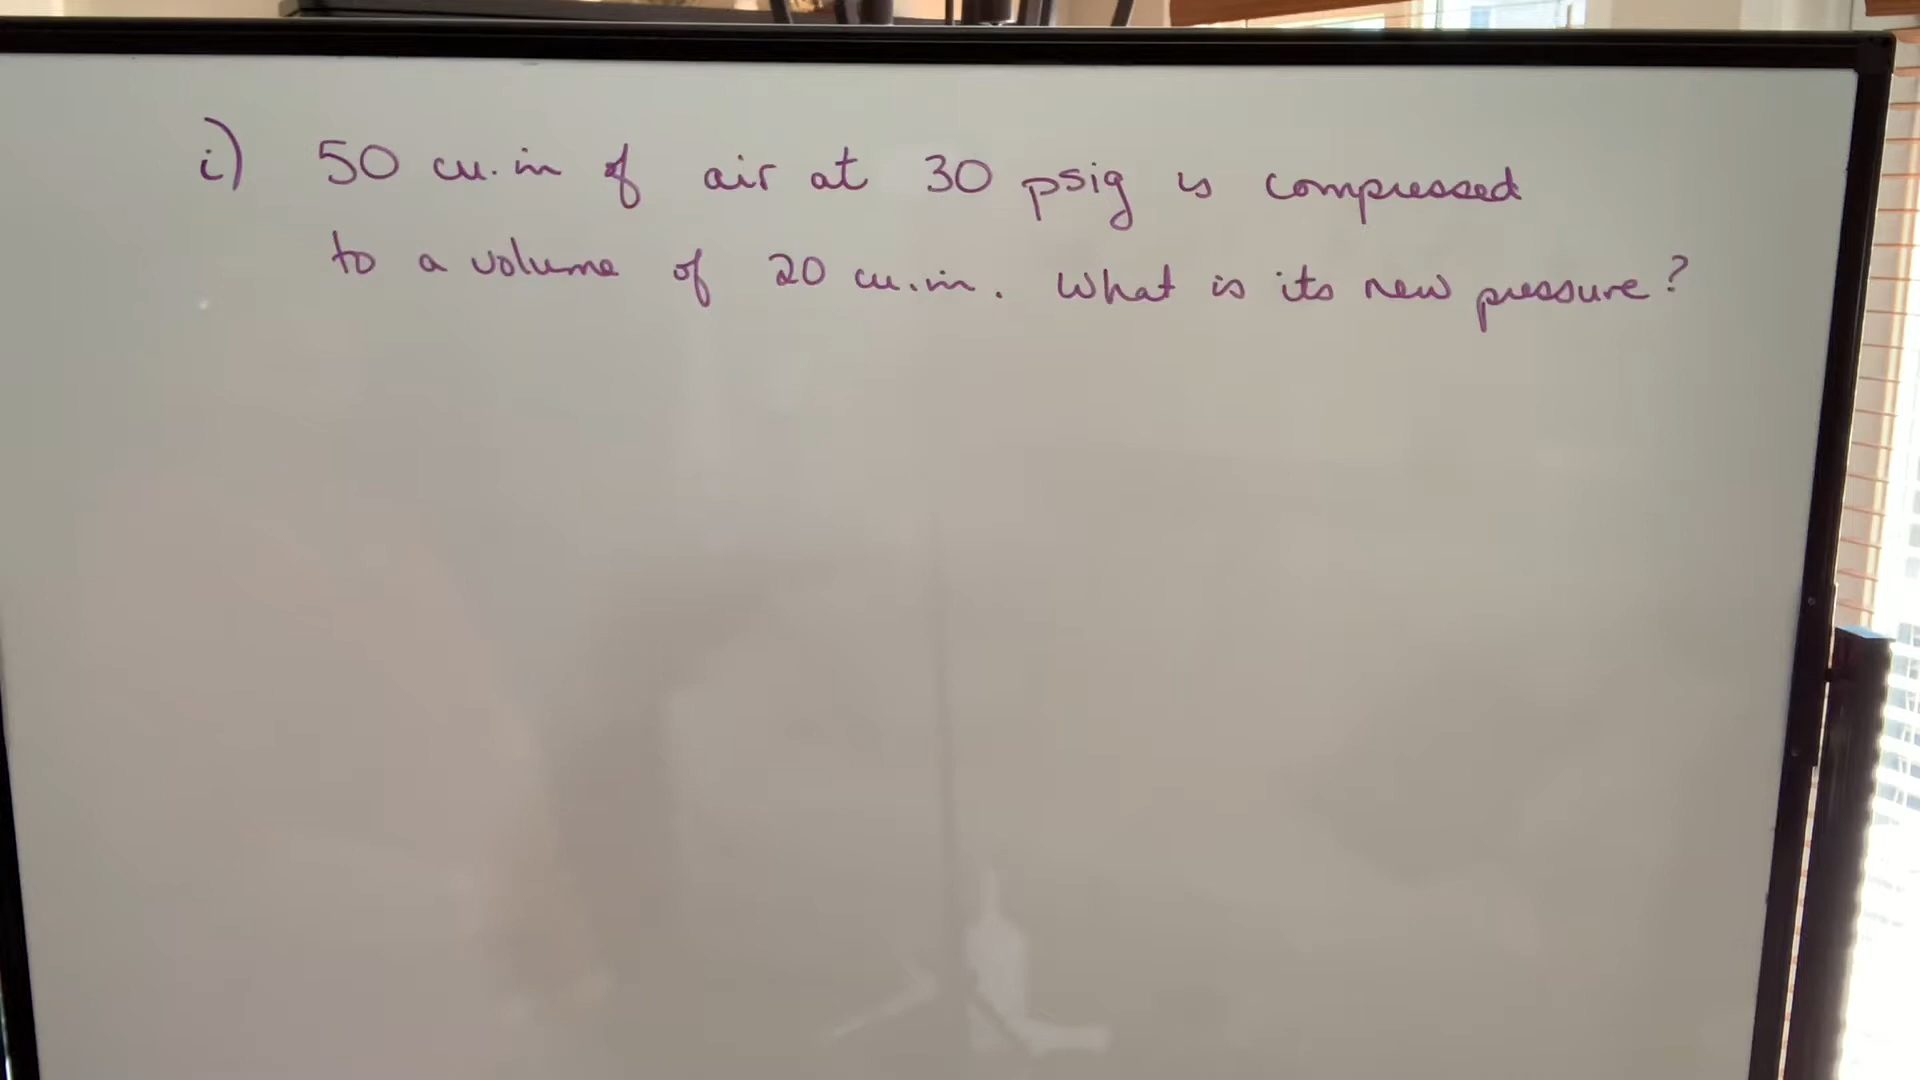 i) 50 cu.in of air at 30 psig is compressed
to a volume of 20 cu.in. What is its new pressure?